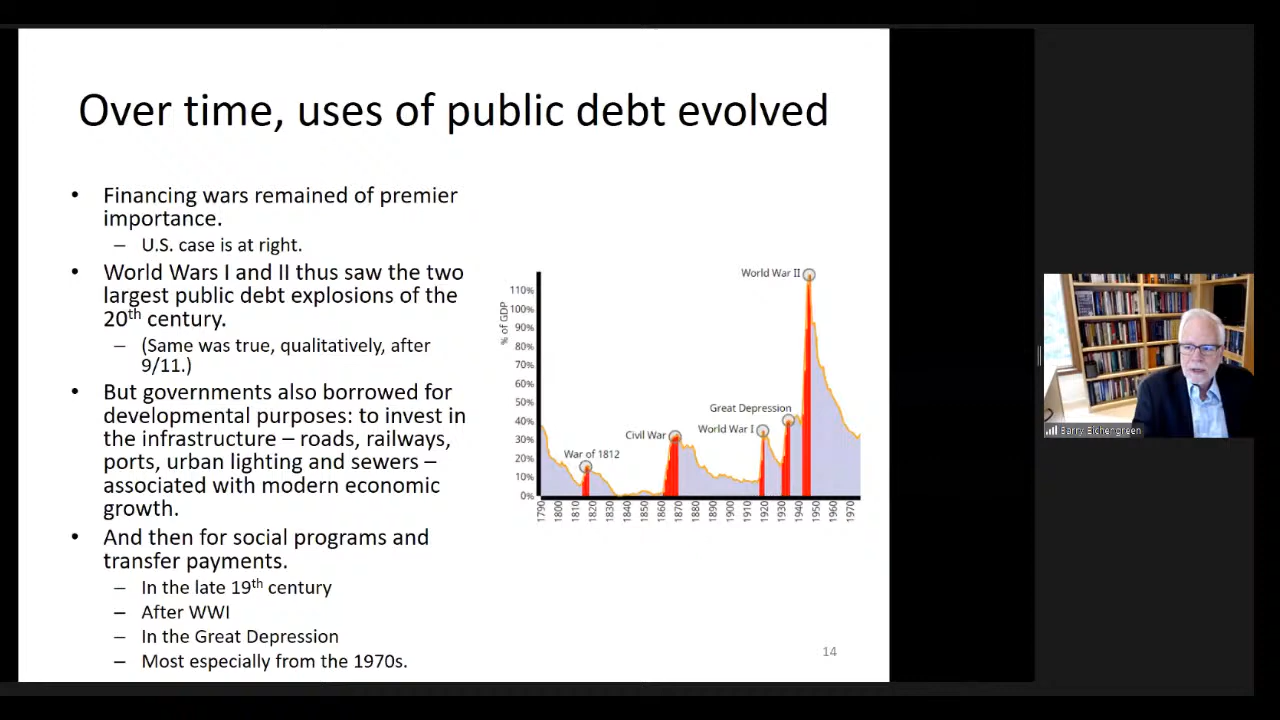 Over time, uses of public debt evolved
• Financing wars remained of premier
importance.
– U.S. case is at right.
• World Wars I and II thus saw the two
largest public debt explosions of the
20th century.
– (Same was true, qualitatively, after
9/11.)
• But governments also borrowed for
developmental purposes: to invest in
the infrastructure – roads, railways,
ports, urban lighting and sewers –
associated with modern economic
growth.
• And then for social programs and
transfer payments.
– In the late 19th century
– After WWI
– In the Great Depression
– Most especially from the 1970s.
% of GDP
110%
100%
90%
80%
70%
60%
50%
40%
30%
20%
10%
0%
War of 1812
Civil War
World War I
Great Depression
World War II
1790
1800
1810
1820
1830
1840
1850
1860
1870
1880
1890
1900
1910
1920
1930
1940
1950
1960
1970
14
Barry Eichengreen